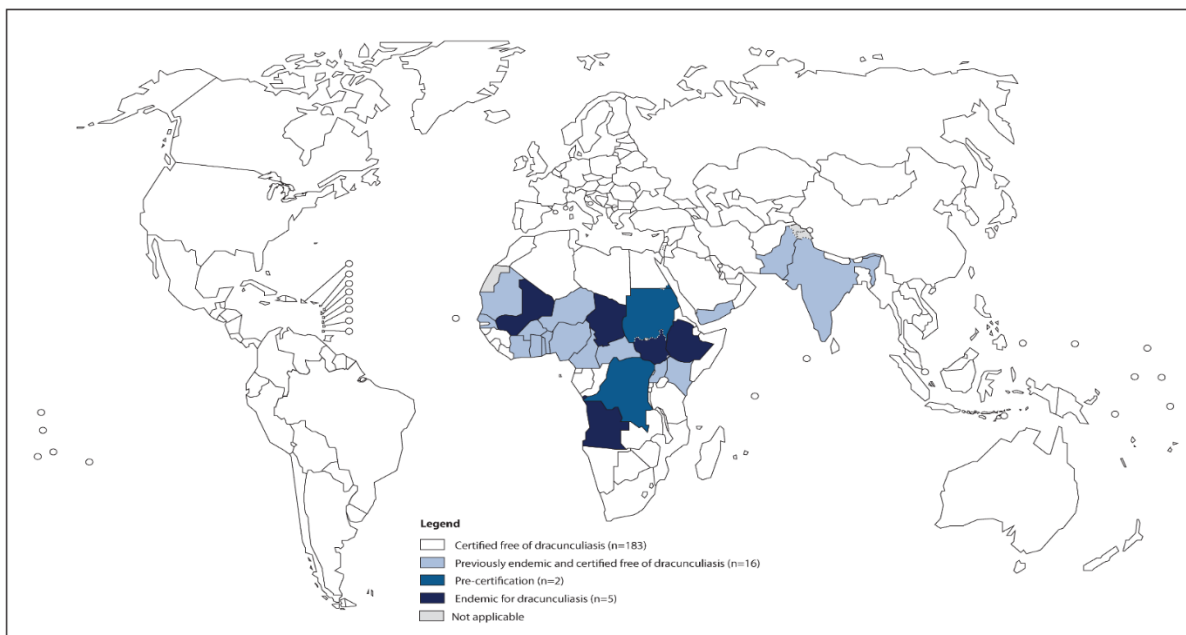 Legend
Certified free of dracunculiasis (n=183)
Previously endemic and certified free of dracunculiasis (n=16)
Pre-certification (n=2)
Endemic for dracunculiasis (n=5)
Not applicable